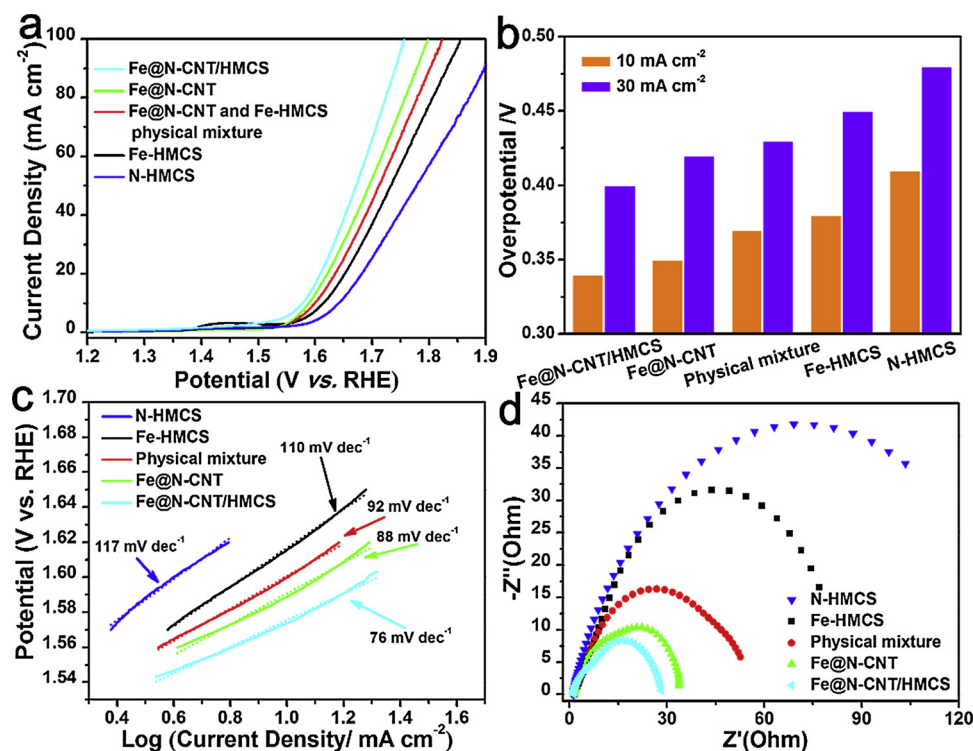 a
Current Density (mA cm-2)
100
80
60
40
20
0
Fe@N-CNT/HMCS
Fe@N-CNT
Fe@N-CNT and Fe-HMCS
physical mixture
Fe-HMCS
N-HMCS
1.2 1.3 1.4 1.5 1.6 1.7 1.8 1.9
Potential (V vs. RHE)
b
Overpotential /V
0.50
0.45
0.40
0.35
0.30
10 mA cm-2
30 mA cm-2
Fe@N-CNT/HMCS
Fe@N-CNT
Physical mixture
Fe-HMCS
N-HMCS
c
Potential (V vs. RHE)
1.70
1.68
1.66
1.64
1.62
1.60
1.58
1.56
1.54
N-HMCS
Fe-HMCS
Physical mixture
Fe@N-CNT
Fe@N-CNT/HMCS
110 mV dec-1
92 mV dec-1
88 mV dec-1
117 mV dec-1
76 mV dec-1
0.4 0.6 0.8 1.0 1.2 1.4 1.6
Log (Current Density/ mA cm-2)
d
-Z''(Ohm)
45
40
35
30
25
20
15
10
5
0
N-HMCS
Fe-HMCS
Physical mixture
Fe@N-CNT
Fe@N-CNT/HMCS
0 15 30 45 60 75 90 105 120
Z'(Ohm)